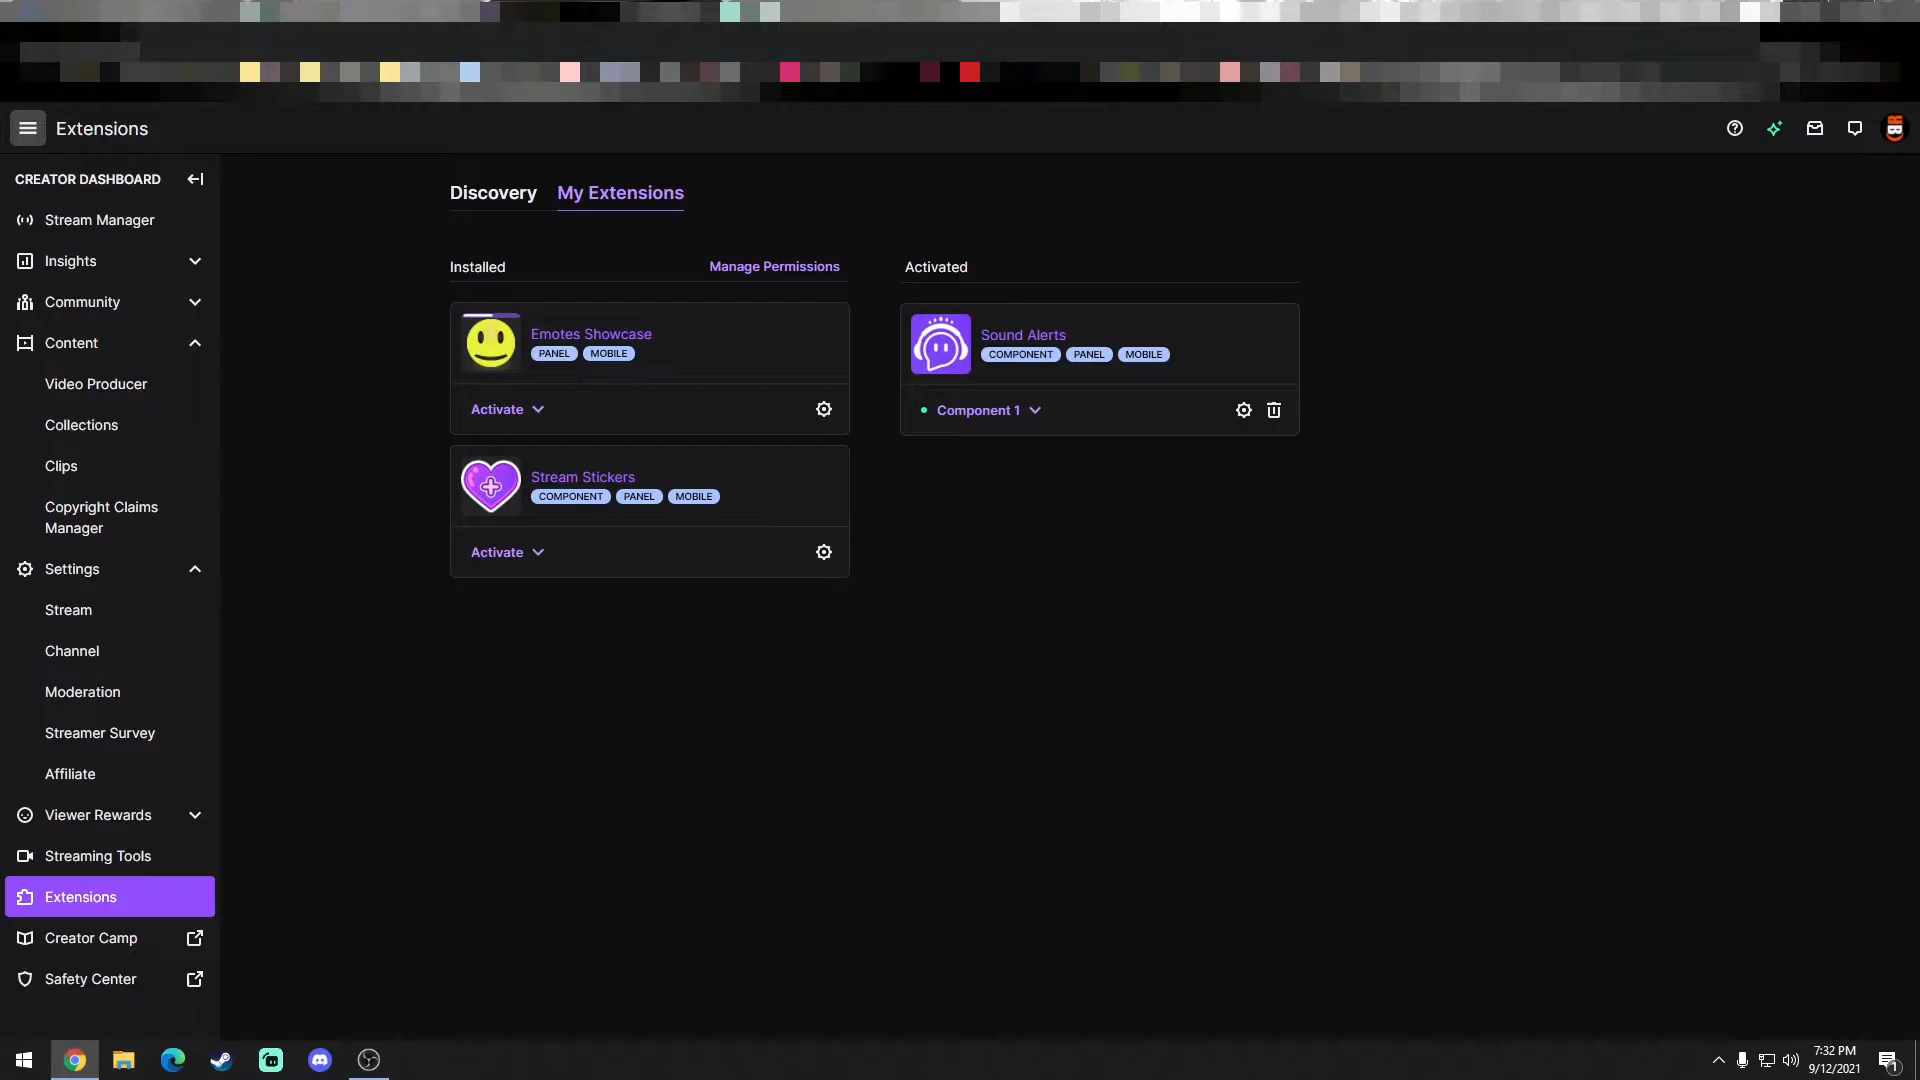 Extensions
CREATOR DASHBOARD
Stream Manager
Insights
Community
Content
Video Producer
Collections
Clips
Copyright Claims
Manager
Settings
Stream
Channel
Moderation
Streamer Survey
Affiliate
Viewer Rewards
Streaming Tools
Extensions
Creator Camp
Safety Center
Discovery My Extensions
Installed Manage Permissions
Emotes Showcase
PANEL MOBILE
Activate
Stream Stickers
COMPONENT PANEL MOBILE
Activate
Activated
Sound Alerts
COMPONENT PANEL MOBILE
Component 1
7:32 PM
9/12/2021
1